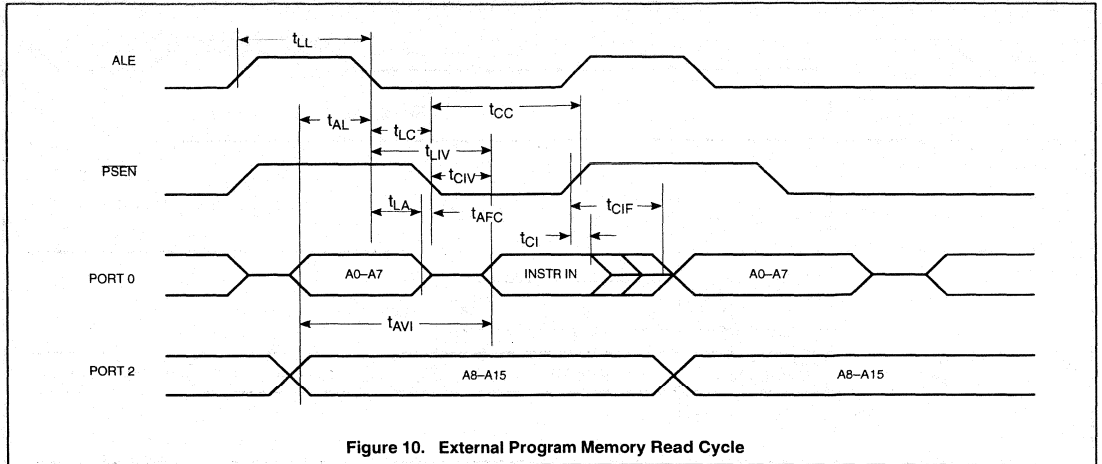 ALE
tLL
tAL
tLC
tCC
tLIV
PSEN
tCIV
tLA
tAFC
tCIF
tCI
PORT 0
A0–A7
INSTR IN
A0–A7
tAVI
PORT 2
A8–A15
A8–A15
Figure 10. External Program Memory Read Cycle